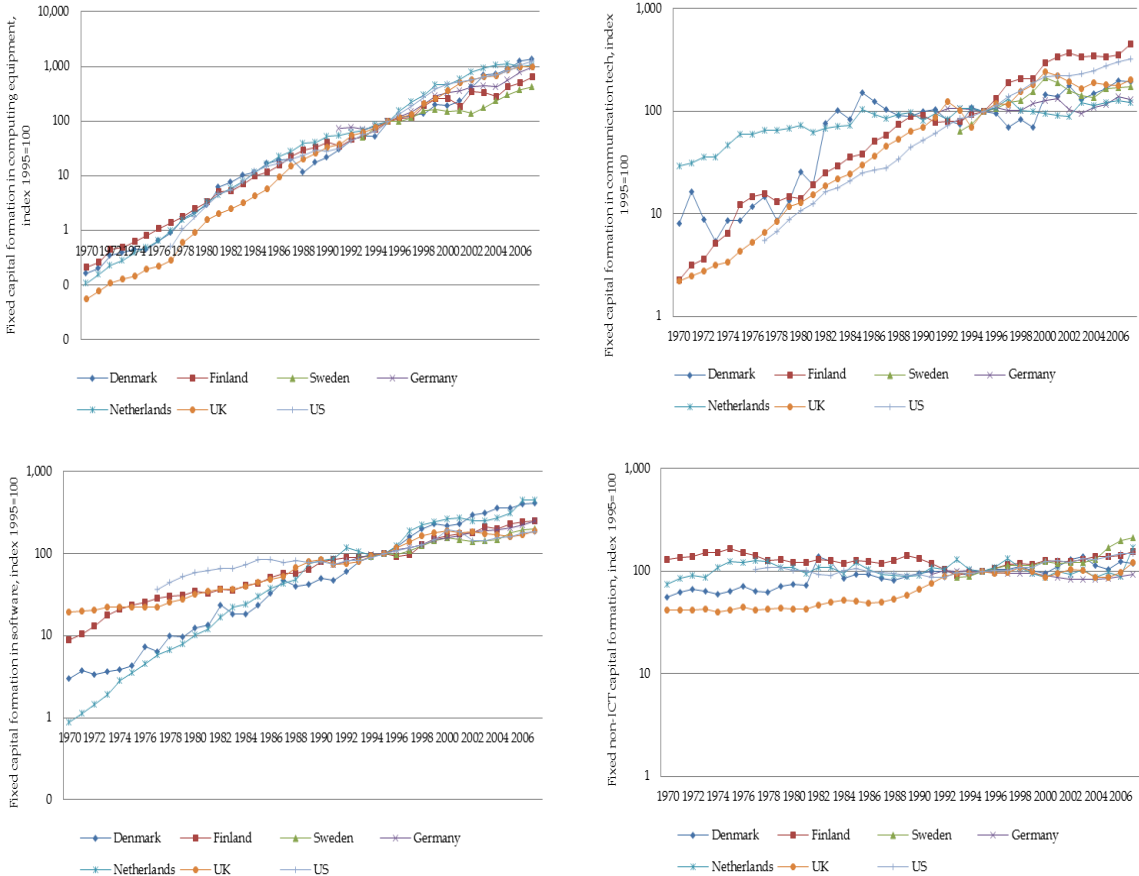 Fixed capital formation in computing equipment,
index 1995=100
1,000
100
10
1
0
0
1970 1972 1974 1976 1978 1980 1982 1984 1986 1988 1990 1992 1994 1996 1998 2000 2002 2004 2006
Denmark Finland Sweden Germany
Netherlands UK US
Fixed capital formation in communication tech, index
1995=100
1,000
100
10
1
1970 1972 1974 1976 1978 1980 1982 1984 1986 1988 1990 1992 1994 1996 1998 2000 2002 2004 2006
Denmark Finland Sweden Germany
Netherlands UK US
Fixed capital formation in software, index 1995=100
1,000
100
10
1
0
1970 1972 1974 1976 1978 1980 1982 1984 1986 1988 1990 1992 1994 1996 1998 2000 2002 2004 2006
Denmark Finland Sweden Germany
Netherlands UK US
Fixed non-ICT capital formation, index 1995=100
1,000
100
10
1
1970 1972 1974 1976 1978 1980 1982 1984 1986 1988 1990 1992 1994 1996 1998 2000 2002 2004 2006
Denmark Finland Sweden Germany
Netherlands UK US